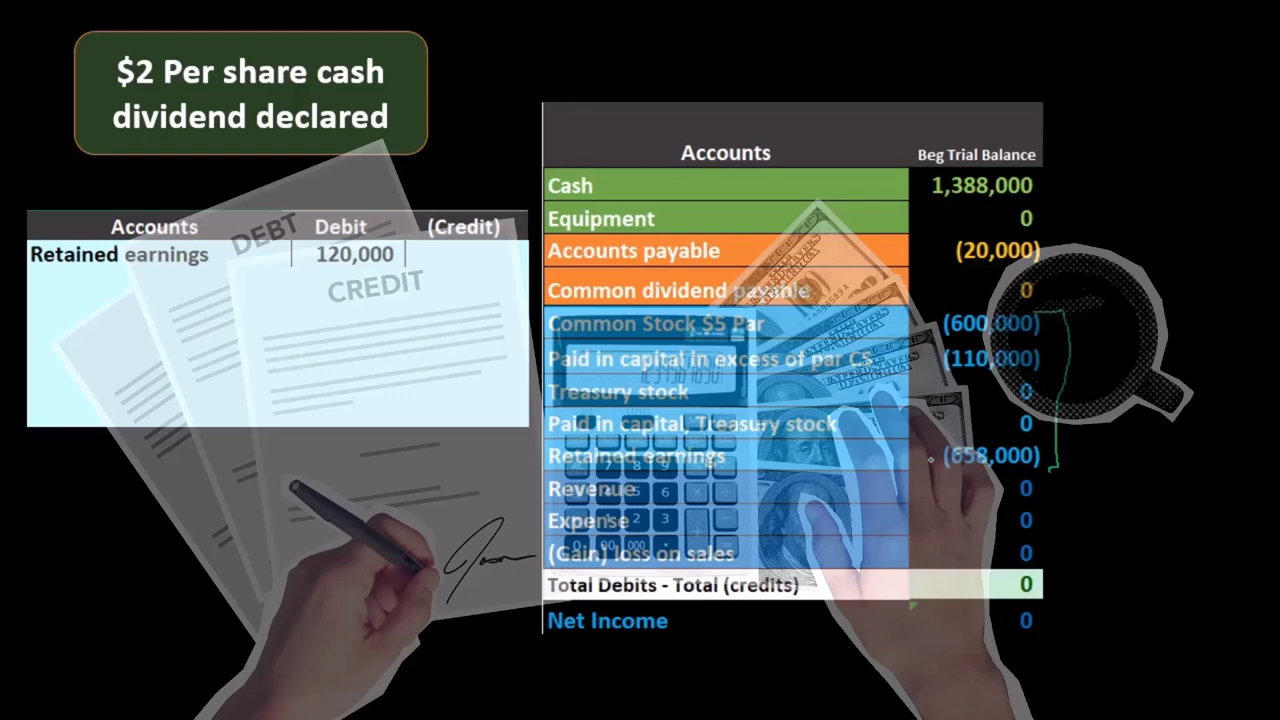 $2 Per share cash
dividend declared
Accounts Debit (Credit)
Retained earnings 120,000
DEBT
CREDIT
Accounts Beg Trial Balance
Cash 1,388,000
Equipment 0
Accounts payable (20,000)
Common dividend payable 0
Common Stock $5 Par (600,000)
Paid in capital in excess of par CS (110,000)
Treasury stock 0
Paid in capital, Treasury stock 0
Retained earnings (658,000)
Revenue 0
Expense 0
(Gain) loss on sales 0
Total Debits - Total (credits) 0
Net Income 0